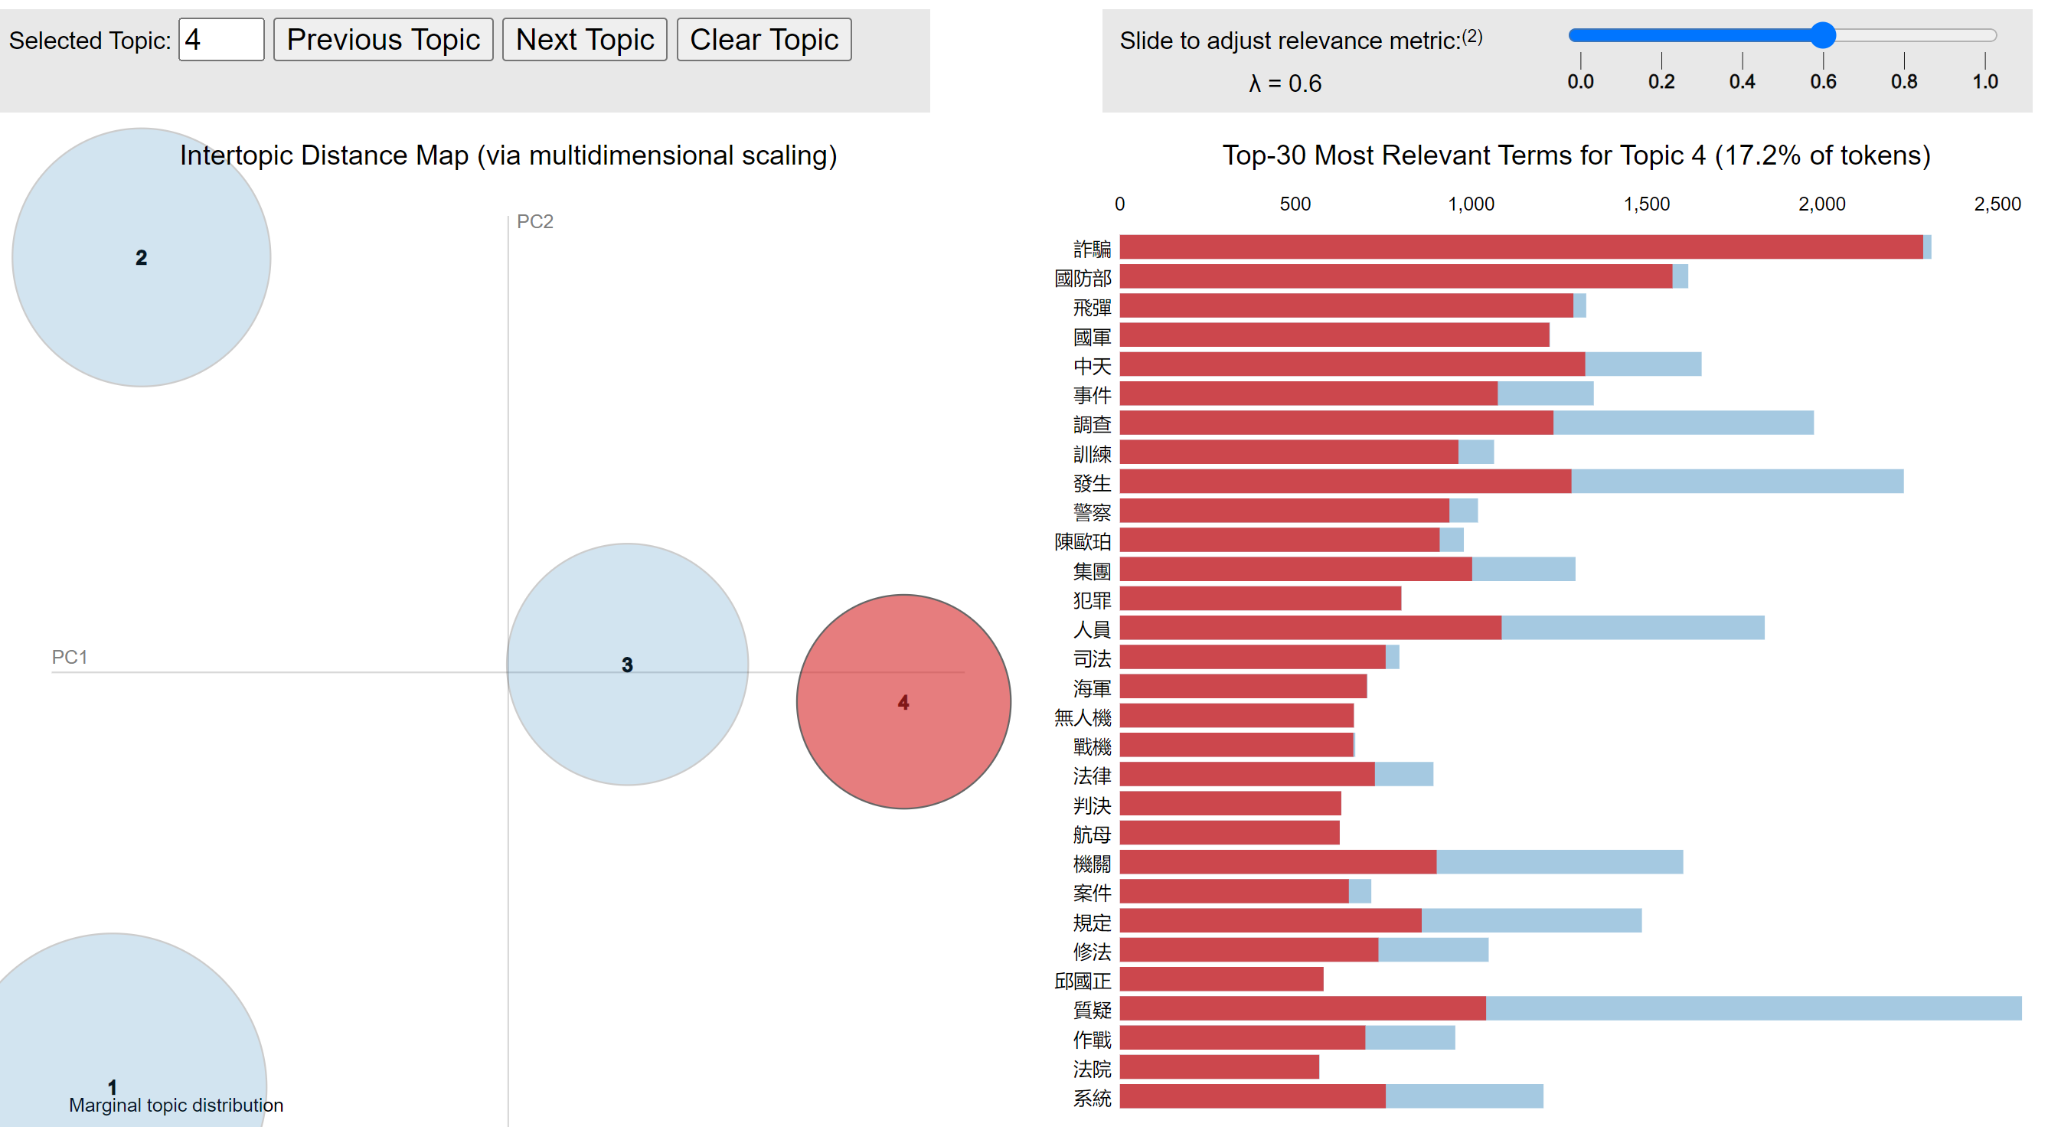 Selected Topic: 4 Previous Topic Next Topic Clear Topic
Slide to adjust relevance metric:(2)
λ = 0.6
0.0 0.2 0.4 0.6 0.8 1.0
Intertopic Distance Map (via multidimensional scaling)
PC2
PC1
2
3
4
1
Marginal topic distribution
Top-30 Most Relevant Terms for Topic 4 (17.2% of tokens)
0 500 1,000 1,500 2,000 2,500
詐騙
國防部
飛彈
國軍
中天
事件
調查
訓練
發生
警察
陳歐珀
集團
犯罪
人員
司法
海軍
無人機
戰機
法律
判決
航母
機關
案件
規定
修法
邱國正
質疑
作戰
法院
系統